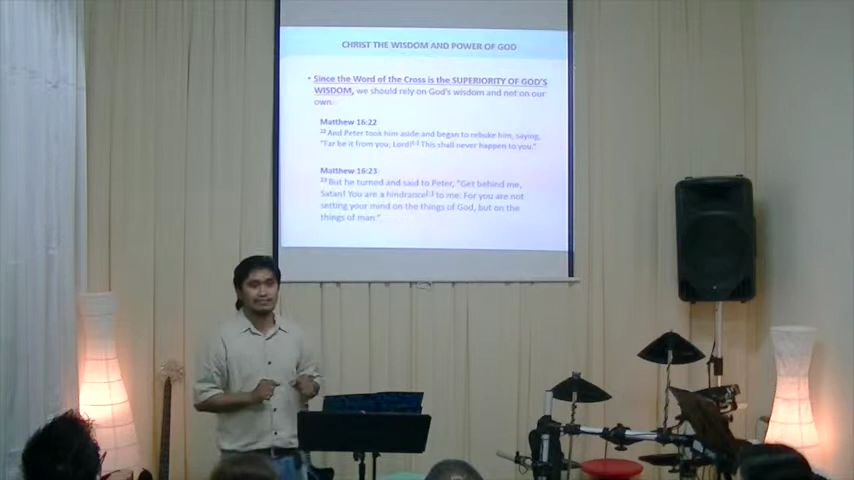 CHRIST THE WISDOM AND POWER OF GOD
• Since the Word of the Cross is the SUPERIORITY OF GOD'S
WISDOM, we should rely on God's wisdom and not on our
own.
Matthew 16:22
22 And Peter took him aside and began to rebuke him, saying,
"Far be it from you, Lord! This shall never happen to you."
Matthew 16:23
23 But he turned and said to Peter, "Get behind me,
Satan! You are a hindrance to me. For you are not
setting your mind on the things of God, but on the
things of man."